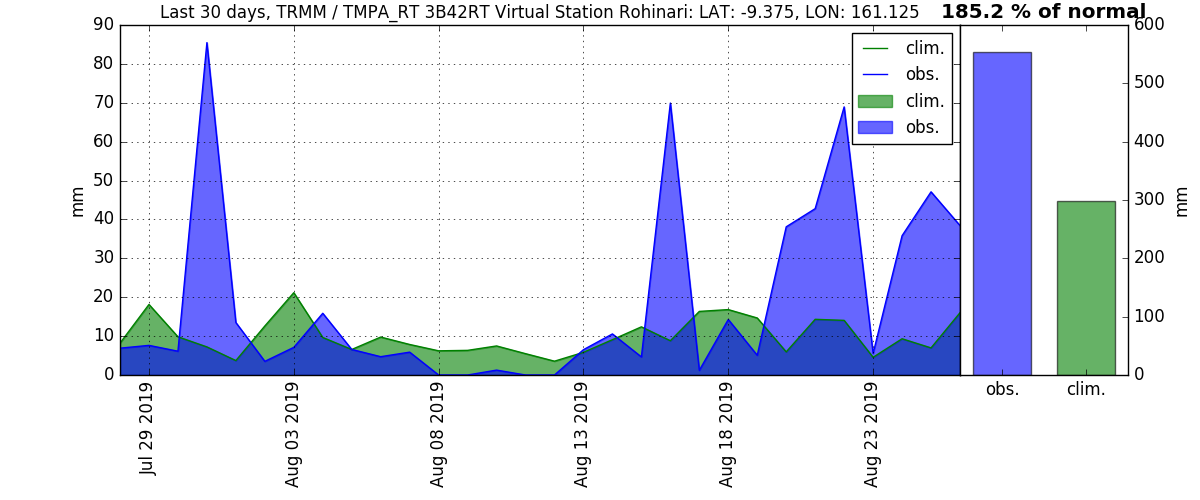 Last 30 days, TRMM / TMPA_RT 3B42RT Virtual Station Rohinari: LAT: -9.375, LON: 161.125
185.2 % of normal
90
80
70
60
50
40
30
20
10
0
mm
clim.
obs.
clim.
obs.
600
500
400
300
200
100
0
mm
Jul 29 2019
Aug 03 2019
Aug 08 2019
Aug 13 2019
Aug 18 2019
Aug 23 2019
obs.
clim.